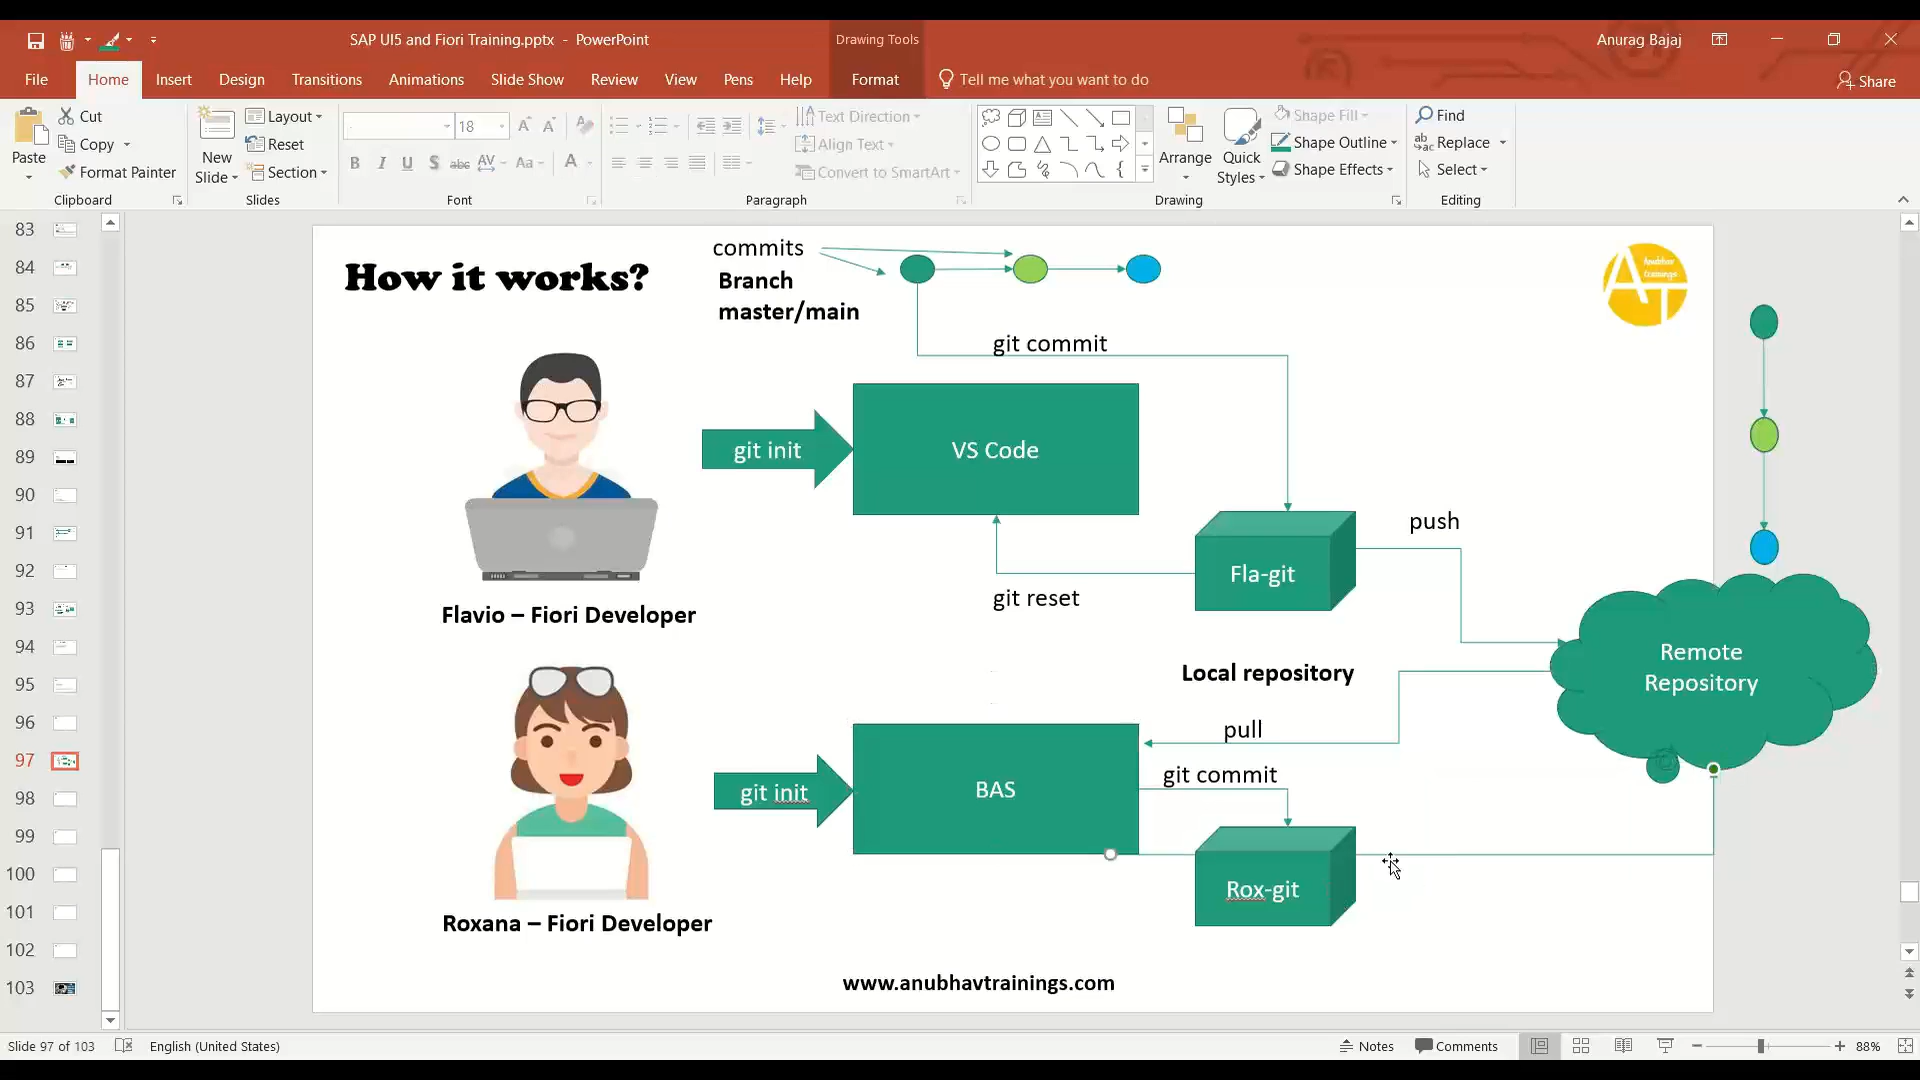 SAP UI5 and Fiori Training.pptx - PowerPoint
Drawing Tools
Anurag Bajaj
File
Home
Insert
Design
Transitions
Animations
Slide Show
Review
View
Pens
Help
Format
Tell me what you want to do
Share
Paste
Cut
Copy
Format Painter
Clipboard
New
Slide
Layout
Reset
Section
Slides
18
Font
Text Direction
Align Text
Convert to SmartArt
Paragraph
Arrange
Quick
Styles
Shape Fill
Shape Outline
Shape Effects
Drawing
Find
Replace
Select
Editing
83
84
85
86
87
88
89
90
91
92
93
94
95
96
97
98
99
100
101
102
103
How it works?
commits
Branch
master/main
git commit
Anubhav
trainings
AT
git init
VS Code
push
Fla-git
git reset
Flavio – Fiori Developer
Remote
Repository
Local repository
pull
git commit
git init
BAS
Rox-git
Roxana – Fiori Developer
www.anubhavtrainings.com
Slide 97 of 103
English (United States)
Notes
Comments
88%